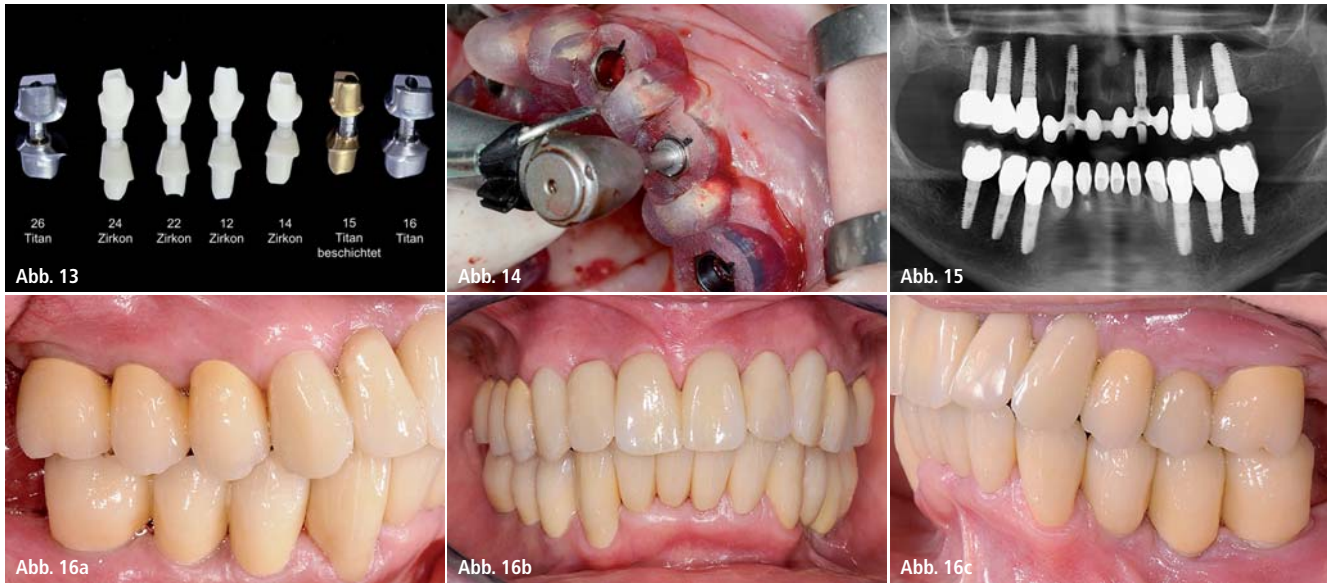 26
Titan
24
Zirkon
22
Zirkon
12
Zirkon
14
Zirkon
15
Titan
beschichtet
16
Titan
Abb. 13
Abb. 14
Abb. 15
Abb. 16a
Abb. 16b
Abb. 16c